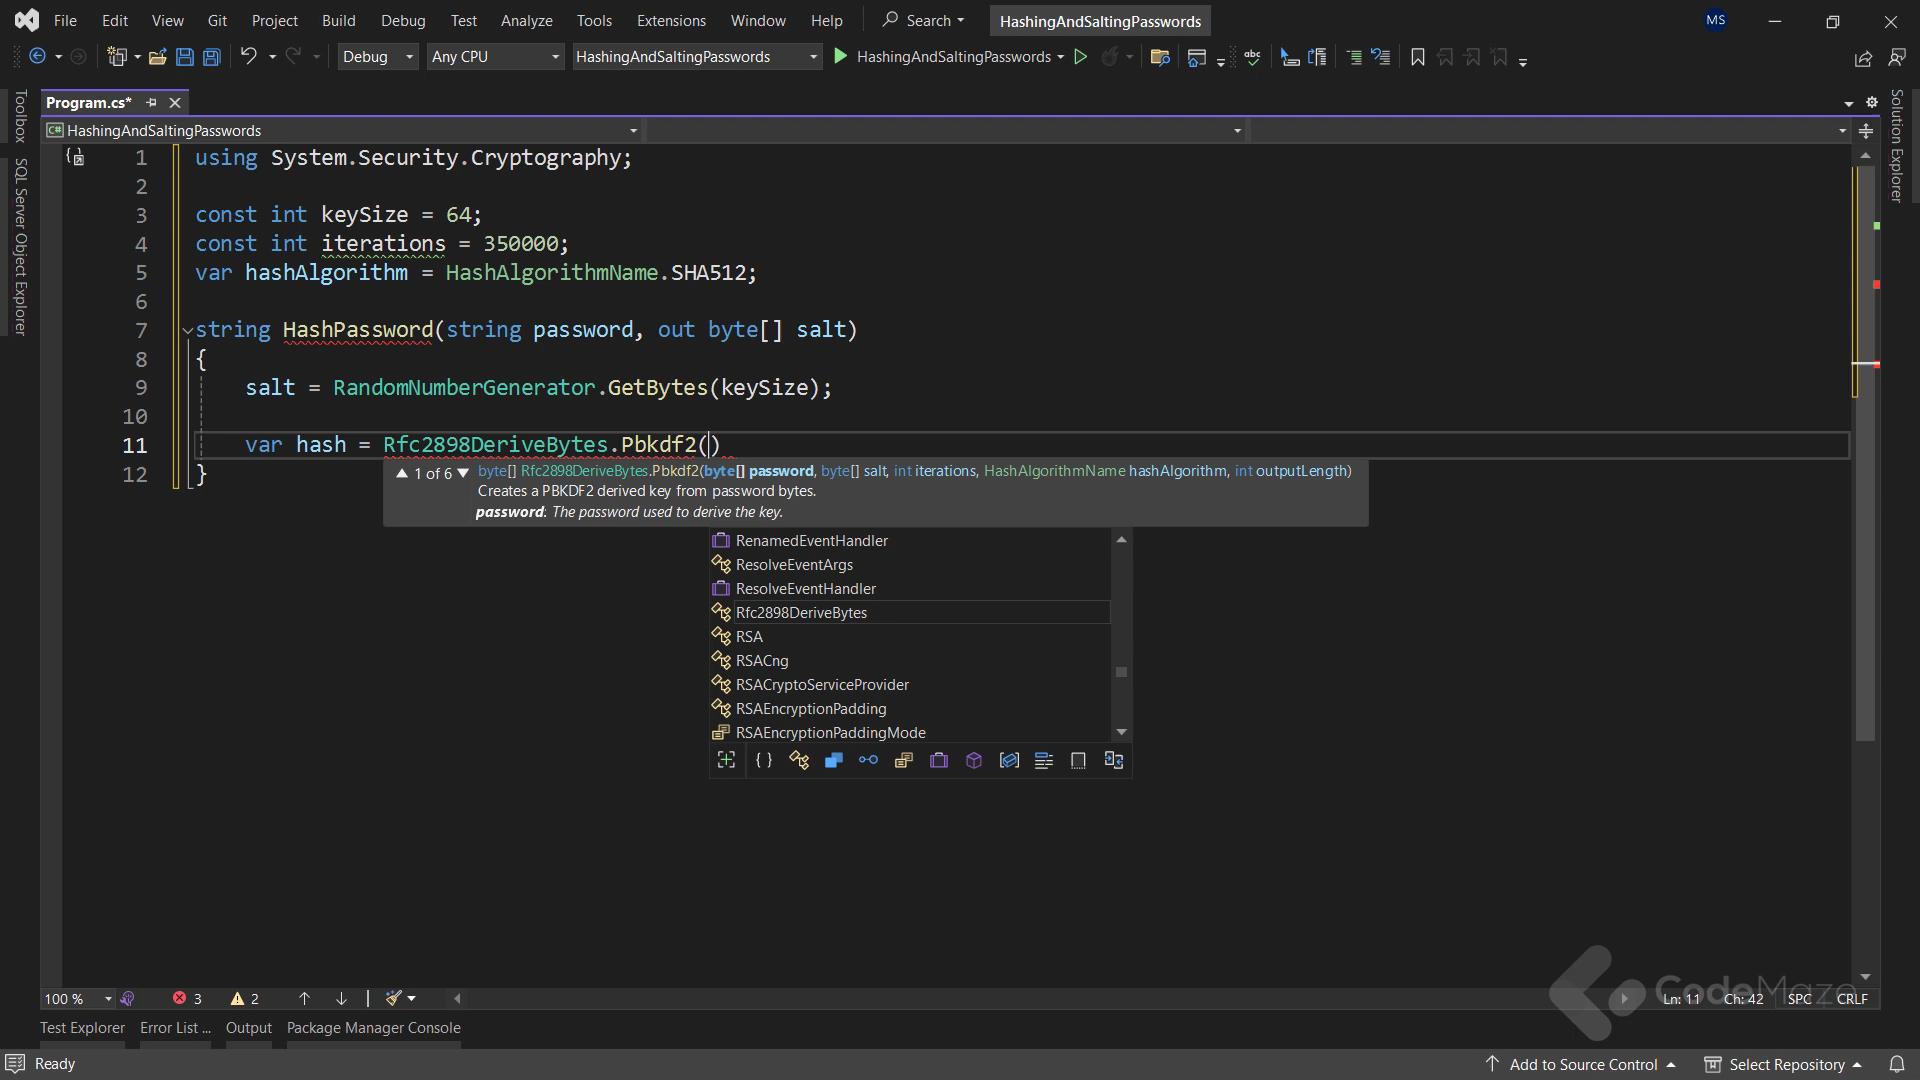 File Edit View Git Project Build Debug Test Analyze Tools Extensions Window Help Search HashingAndSaltingPasswords MS
Debug Any CPU HashingAndSaltingPasswords HashingAndSaltingPasswords abc
Toolbox
SQL Server Object Explorer
Program.cs*
Solution Explorer
C# HashingAndSaltingPasswords
1 using System.Security.Cryptography;
2
3 const int keySize = 64;
4 const int iterations = 350000;
5 var hashAlgorithm = HashAlgorithmName.SHA512;
6
7 string HashPassword(string password, out byte[] salt)
8 {
9 salt = RandomNumberGenerator.GetBytes(keySize);
10
11 var hash = Rfc2898DeriveBytes.Pbkdf2()
12 }
1 of 6 byte[] Rfc2898DeriveBytes.Pbkdf2(byte[] password, byte[] salt, int iterations, HashAlgorithmName hashAlgorithm, int outputLength)
Creates a PBKDF2 derived key from password bytes.
password: The password used to derive the key.
RenamedEventHandler
ResolveEventArgs
ResolveEventHandler
Rfc2898DeriveBytes
RSA
RSACng
RSACryptoServiceProvider
RSAEncryptionPadding
RSAEncryptionPaddingMode
CodeMaze
100 % 3 2 Ln: 11 Ch: 42 SPC CRLF
Test Explorer Error List ... Output Package Manager Console
Ready Add to Source Control Select Repository